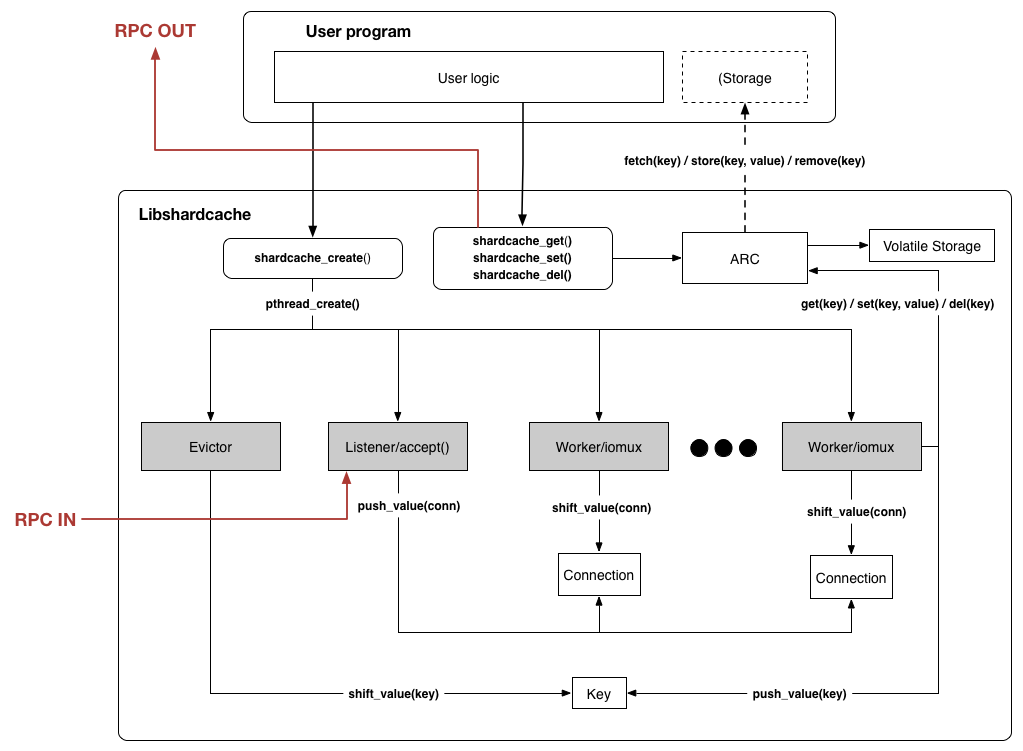 RPC OUT
User program
User logic
(Storage
fetch(key) / store(key, value) / remove(key)
Libshardcache
shardcache_create()
shardcache_get()
shardcache_set()
shardcache_del()
ARC
Volatile Storage
pthread_create()
get(key) / set(key, value) / del(key)
Evictor
Listener/accept()
Worker/iomux
Worker/iomux
RPC IN
push_value(conn)
shift_value(conn)
shift_value(conn)
Connection
Connection
shift_value(key)
Key
push_value(key)